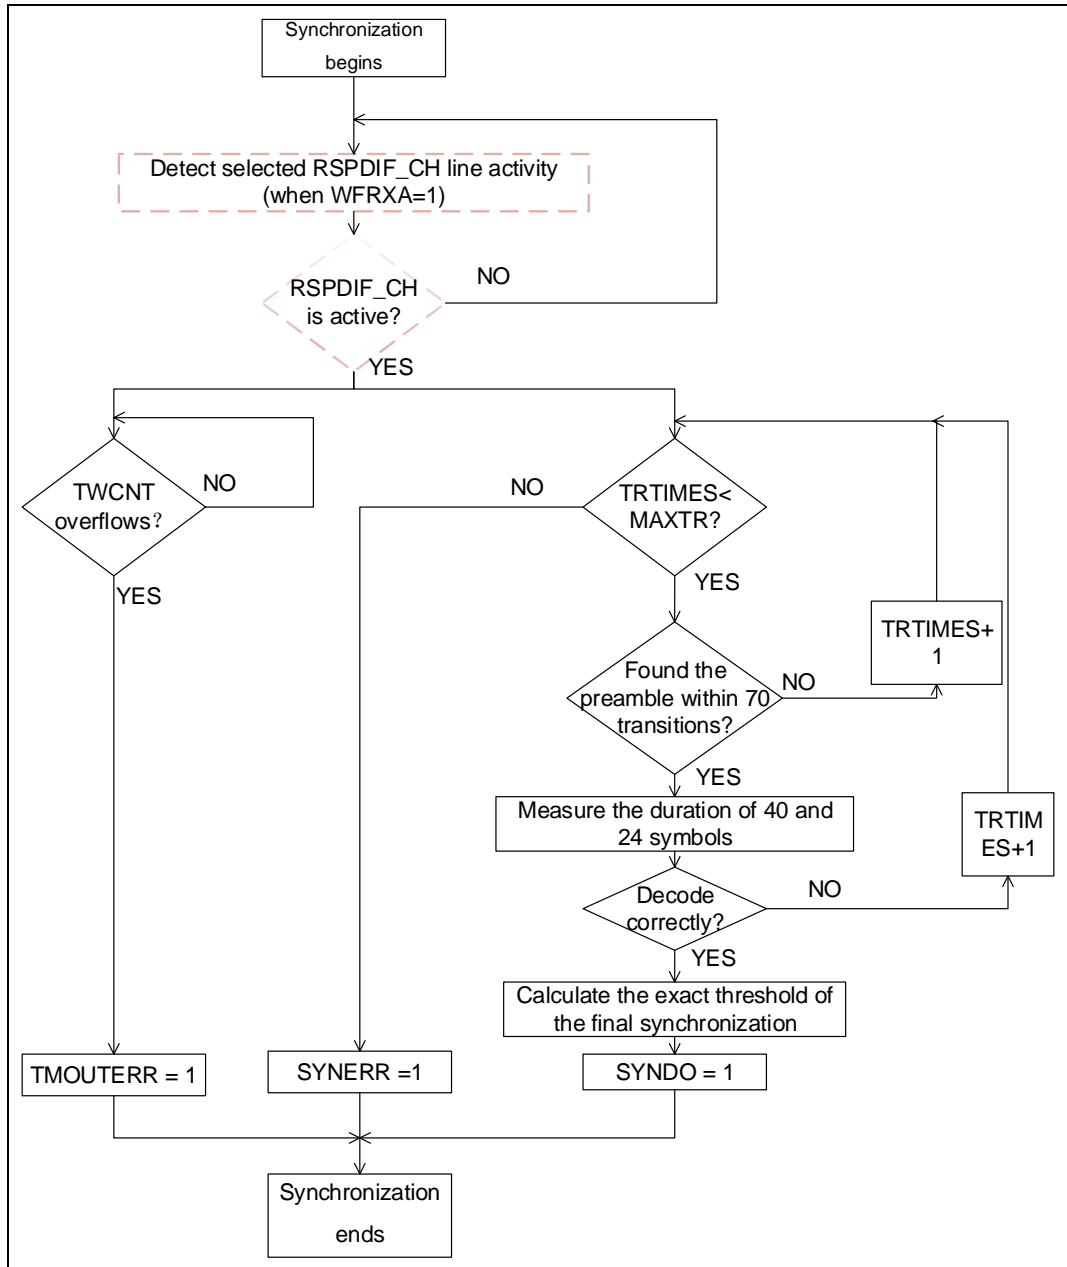 Synchronization
begins
Detect selected RSPDIF_CH line activity
(when WFRXA=1)
RSPDIF_CH
is active?
NO
YES
TWCNT
overflows?
NO
YES
NO
TRTIMES<
MAXTR?
YES
TRTIMES+
1
Found the
preamble within 70
transitions?
NO
YES
Measure the duration of 40 and
24 symbols
TRTIM
ES+1
Decode
correctly?
NO
YES
Calculate the exact threshold of
the final synchronization
TMOUTERR = 1
SYNERR =1
SYNDO = 1
Synchronization
ends